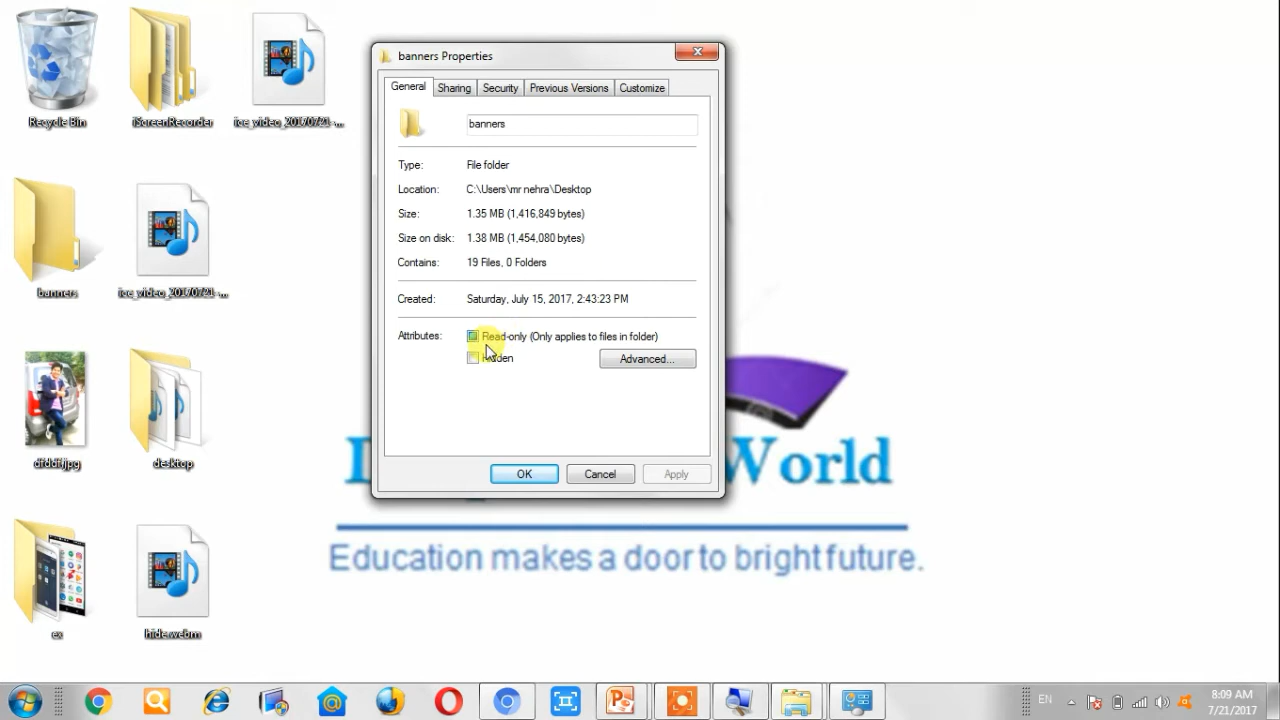 Recycle Bin
iScreenRecorder
ice_video_20170721-...
banners
ice_video_20170721-...
desktop
ex
hide.webm
banners Properties
General
Sharing
Security
Previous Versions
Customize
banners
Type: File folder
Location: C:\Users\mr nehra\Desktop
Size: 1.35 MB (1,416,849 bytes)
Size on disk: 1.38 MB (1,454,080 bytes)
Contains: 19 Files, 0 Folders
Created: Saturday, July 15, 2017, 2:43:23 PM
Attributes: Read-only (Only applies to files in folder)
Hidden
Advanced...
OK
Cancel
Apply
World
Education makes a door to bright future.
EN
8:09 AM
7/21/2017